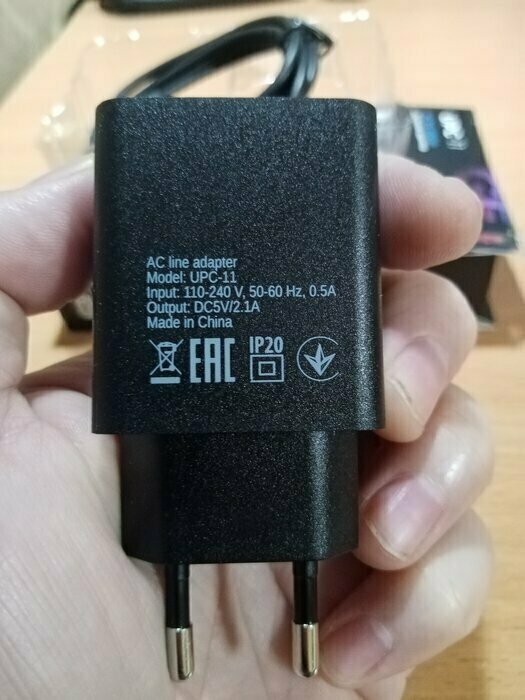 AC line adapter
Model: UPC-11
Input: 110-240 V, 50-60 Hz, 0.5A
Output: DC5V/2.1A
Made in China
EAC IP20